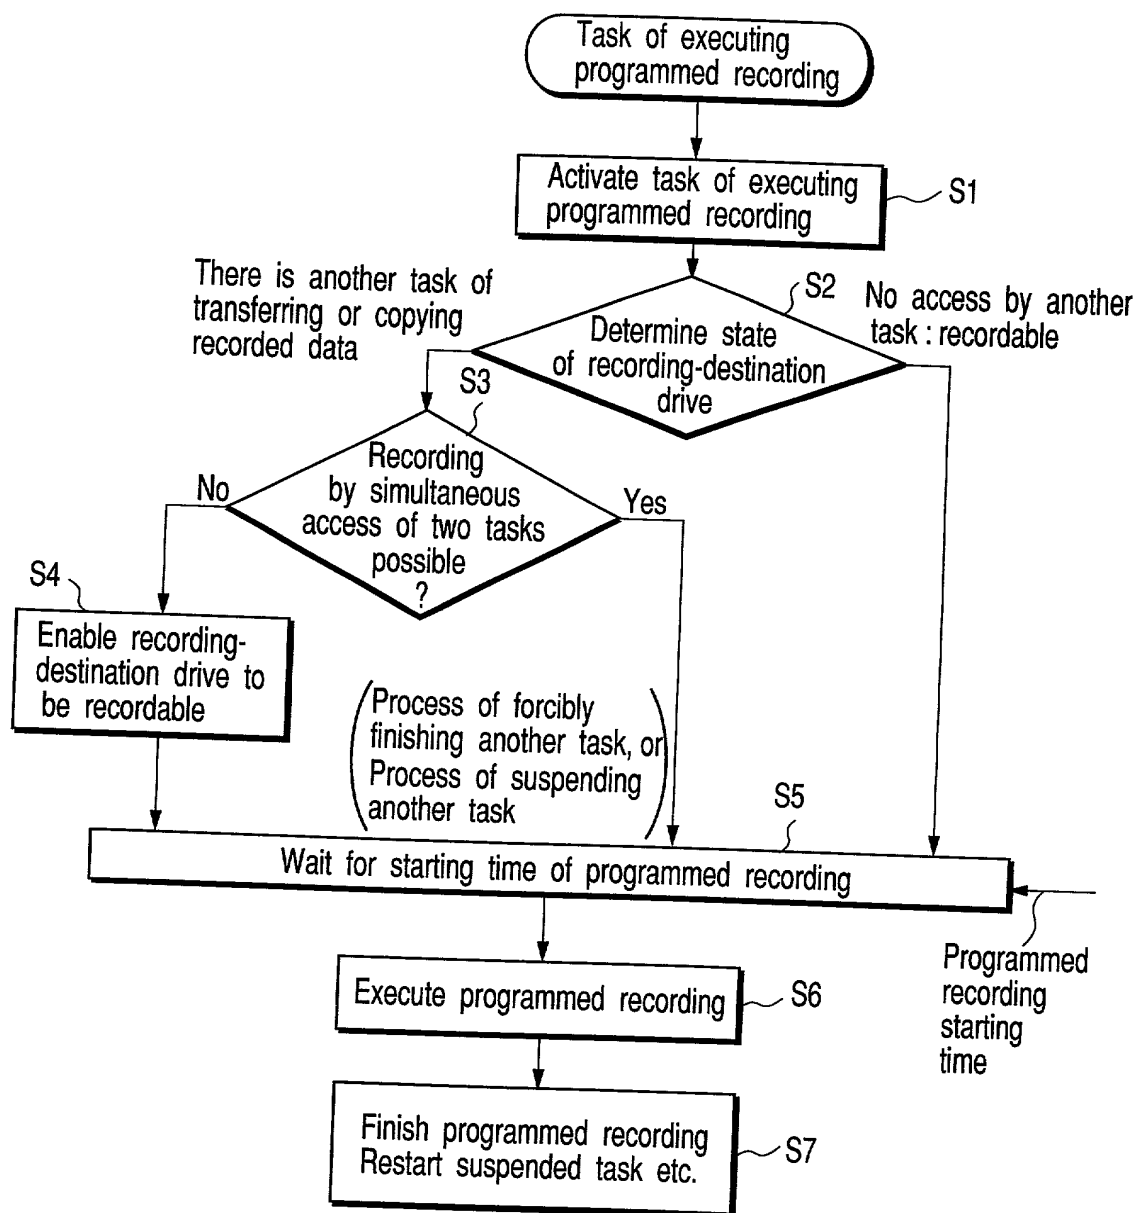 Task of executing
programmed recording
Activate task of executing
programmed recording
S1
There is another task of
transferring or copying
recorded data
S2
No access by another
task : recordable
Determine state
of recording-destination
drive
S3
Recording
by simultaneous
access of two tasks
possible
?
No
Yes
S4
Enable recording-
destination drive to
be recordable
(Process of forcibly
finishing another task, or
Process of suspending
another task)
S5
Wait for starting time of programmed recording
Programmed
recording
starting
time
Execute programmed recording
S6
Finish programmed recording
Restart suspended task etc.
S7